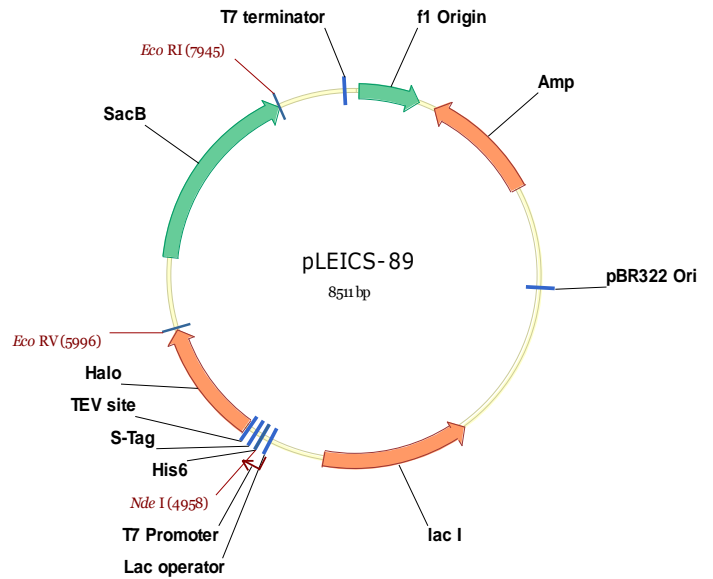 T7 terminator
f1 Origin
Eco RI (7945)
Amp
SacB
pLEICS-89
8511 bp
pBR322 Ori
Eco RV (5996)
Halo
TEV site
S-Tag
His6
Nde I (4958)
T7 Promoter
lac I
Lac operator